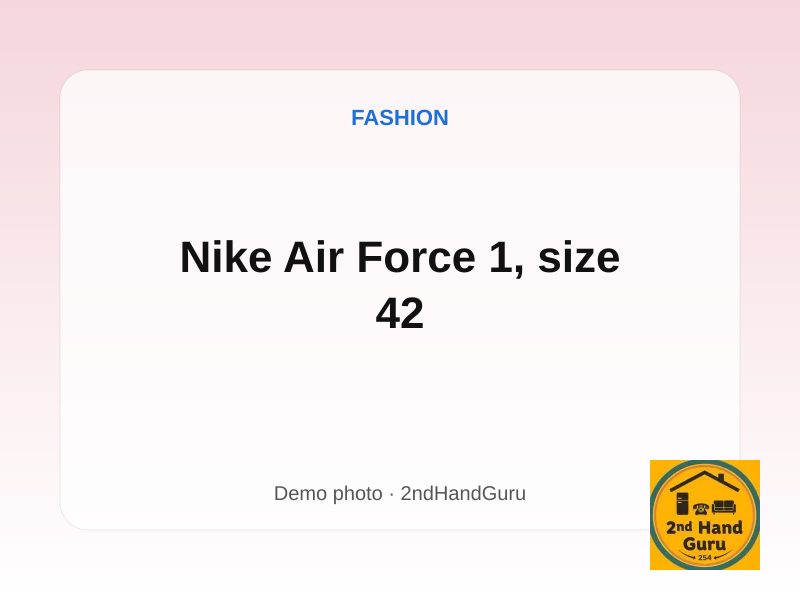 FASHION
Nike Air Force 1, size
42
Demo photo · 2ndHandGuru
2nd Hand
Guru
254